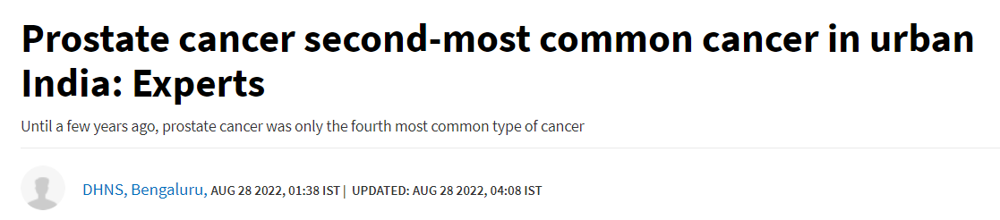 Prostate cancer second-most common cancer in urban
India: Experts
Until a few years ago, prostate cancer was only the fourth most common type of cancer
DHNS, Bengaluru, AUG 28 2022, 01:38 IST | UPDATED: AUG 28 2022, 04:08 IST